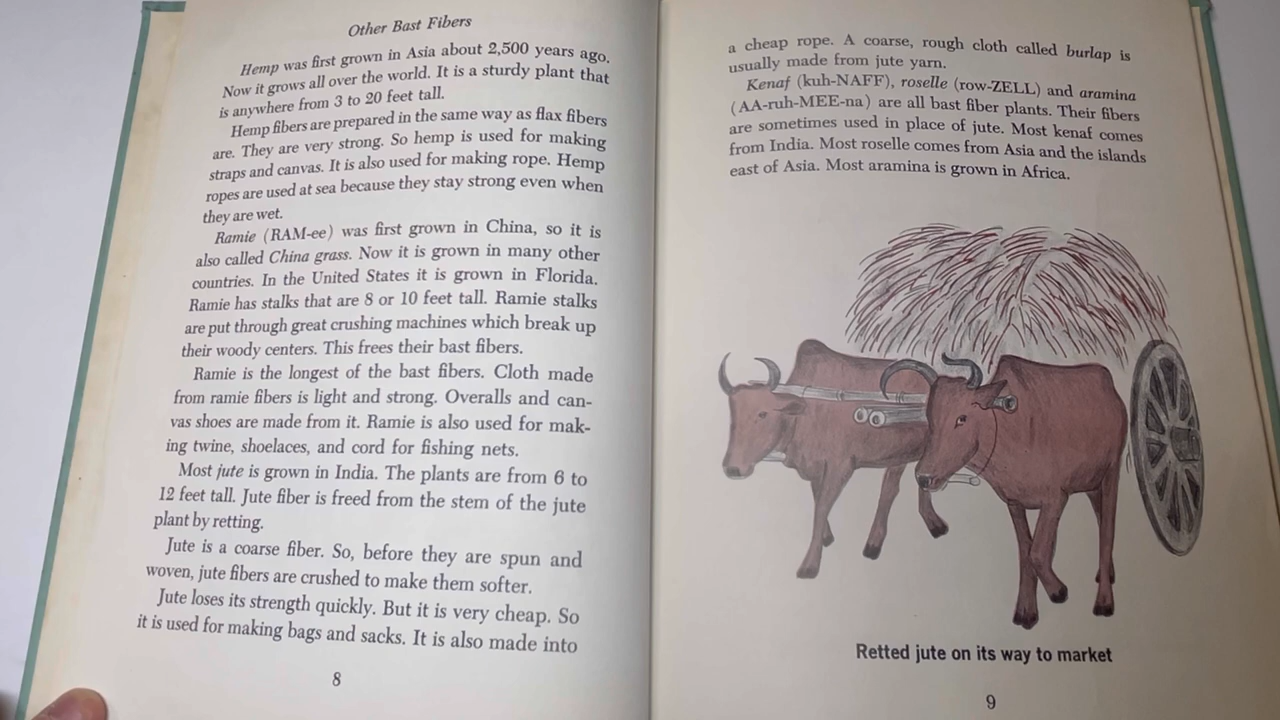 Other Bast Fibers
Hemp was first grown in Asia about 2,500 years ago.
Now it grows all over the world. It is a sturdy plant that
is anywhere from 3 to 20 feet tall.
Hemp fibers are prepared in the same way as flax fibers
are. They are very strong. So hemp is used for making
straps and canvas. It is also used for making rope. Hemp
ropes are used at sea because they stay strong even when
they are wet.
Ramie (RAM-ee) was first grown in China, so it is
also called China grass. Now it is grown in many other
countries. In the United States it is grown in Florida.
Ramie has stalks that are 8 or 10 feet tall. Ramie stalks
are put through great crushing machines which break up
their woody centers. This frees their bast fibers.
Ramie is the longest of the bast fibers. Cloth made
from ramie fibers is light and strong. Overalls and can-
vas shoes are made from it. Ramie is also used for mak-
ing twine, shoelaces, and cord for fishing nets.
Most jute is grown in India. The plants are from 6 to
12 feet tall. Jute fiber is freed from the stem of the jute
plant by retting.
Jute is a coarse fiber. So, before they are spun and
woven, jute fibers are crushed to make them softer.
Jute loses its strength quickly. But it is very cheap. So
it is used for making bags and sacks. It is also made into
8
a cheap rope. A coarse, rough cloth called burlap is
usually made from jute yarn.
Kenaf (kuh-NAFF), roselle (row-ZELL) and aramina
(AA-ruh-MEE-na) are all bast fiber plants. Their fibers
are sometimes used in place of jute. Most kenaf comes
from India. Most roselle comes from Asia and the islands
east of Asia. Most aramina is grown in Africa.
Retted jute on its way to market
9